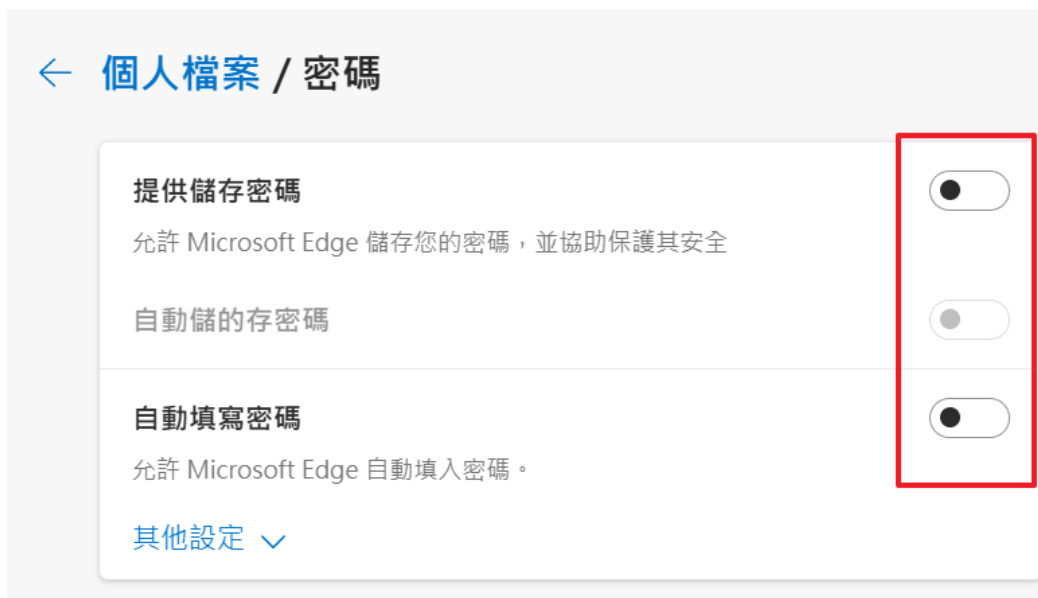 個人檔案 / 密碼
提供儲存密碼
允許 Microsoft Edge 儲存您的密碼，並協助保護其安全
自動儲的存密碼
自動填寫密碼
允許 Microsoft Edge 自動填入密碼。
其他設定